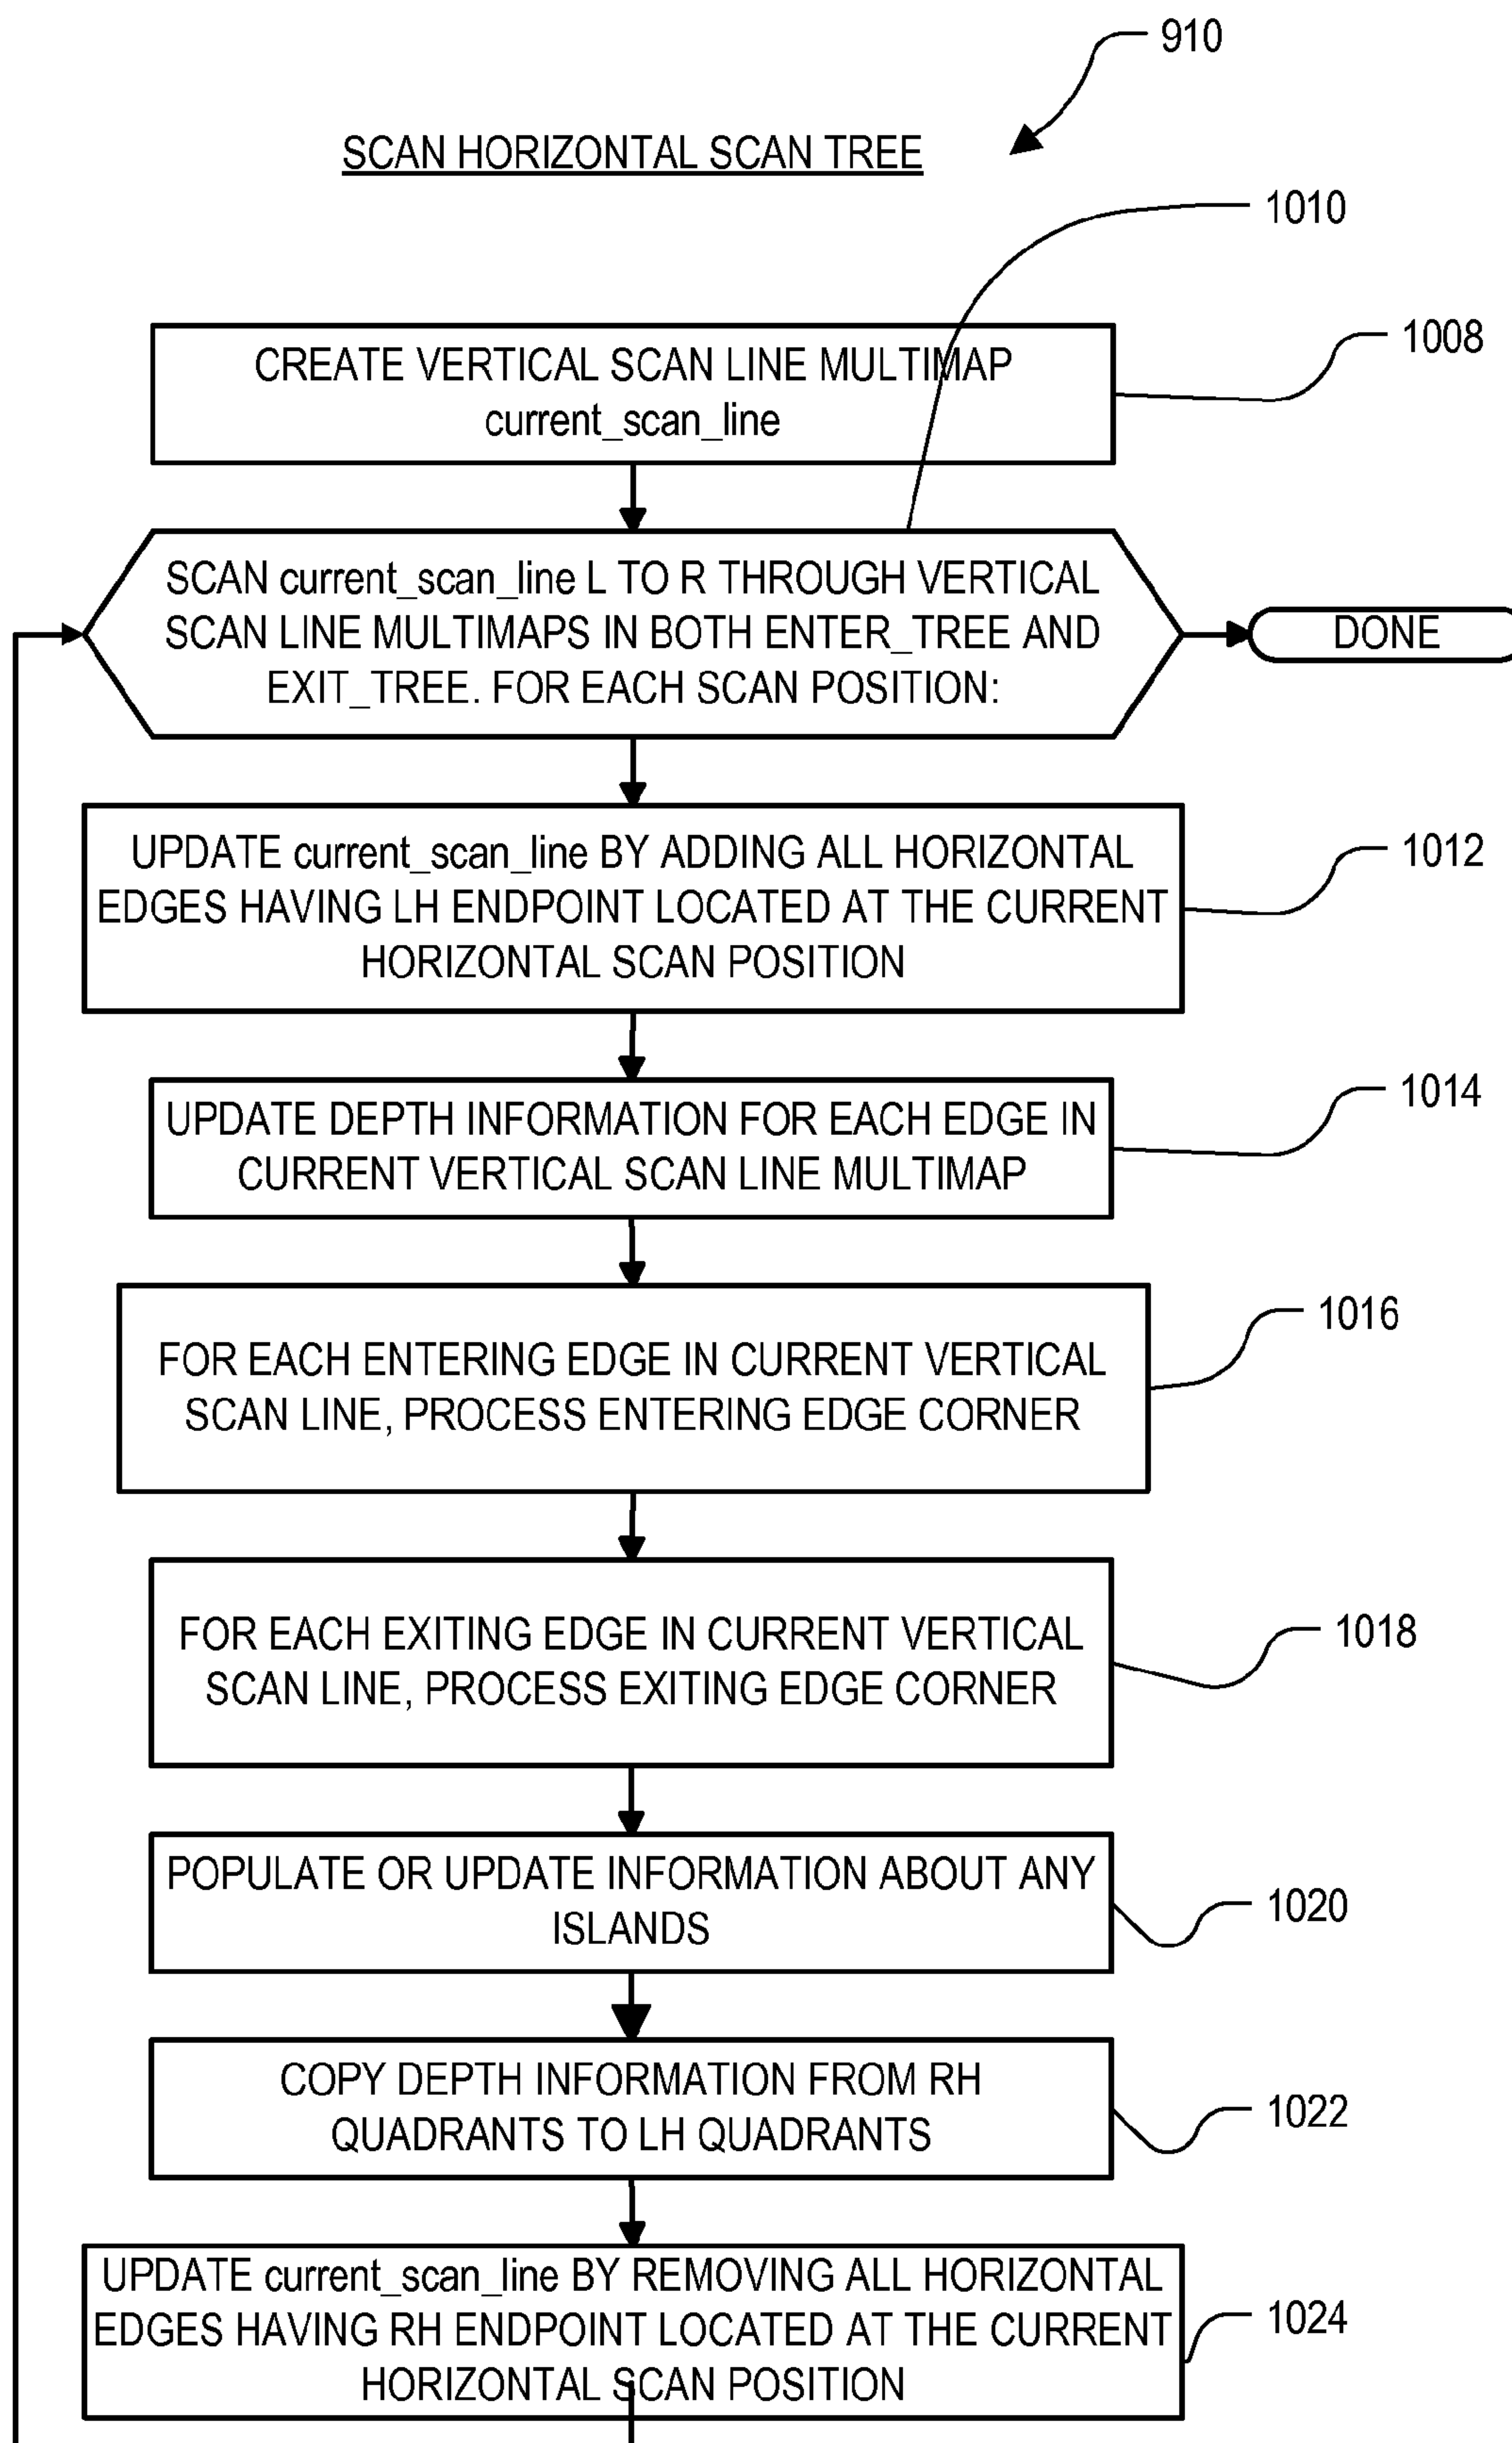 910
SCAN HORIZONTAL SCAN TREE
1010
CREATE VERTICAL SCAN LINE MULTIMAP
current_scan_line
1008
SCAN current_scan_line L TO R THROUGH VERTICAL
SCAN LINE MULTIMAPS IN BOTH ENTER_TREE AND
EXIT_TREE. FOR EACH SCAN POSITION:
DONE
UPDATE current_scan_line BY ADDING ALL HORIZONTAL
EDGES HAVING LH ENDPOINT LOCATED AT THE CURRENT
HORIZONTAL SCAN POSITION
1012
UPDATE DEPTH INFORMATION FOR EACH EDGE IN
CURRENT VERTICAL SCAN LINE MULTIMAP
1014
FOR EACH ENTERING EDGE IN CURRENT VERTICAL
SCAN LINE, PROCESS ENTERING EDGE CORNER
1016
FOR EACH EXITING EDGE IN CURRENT VERTICAL
SCAN LINE, PROCESS EXITING EDGE CORNER
1018
POPULATE OR UPDATE INFORMATION ABOUT ANY
ISLANDS
1020
COPY DEPTH INFORMATION FROM RH
QUADRANTS TO LH QUADRANTS
1022
UPDATE current_scan_line BY REMOVING ALL HORIZONTAL
EDGES HAVING RH ENDPOINT LOCATED AT THE CURRENT
HORIZONTAL SCAN POSITION
1024